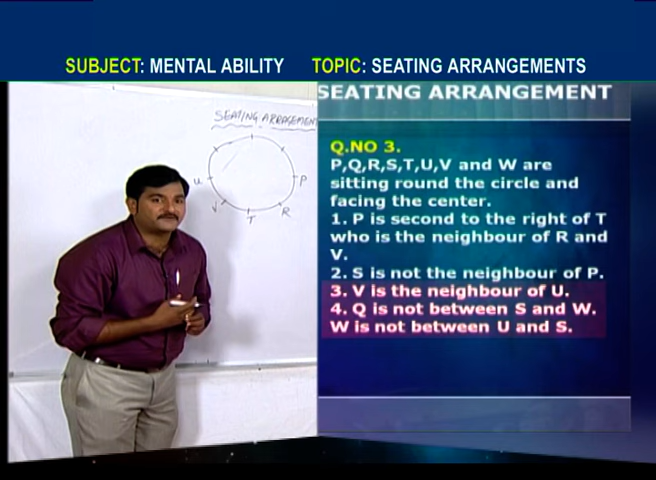 SUBJECT: MENTAL ABILITY TOPIC: SEATING ARRANGEMENTS
SEATING ARRANGEMENT
SEATING ARRAGEMENT
U
P
V
T
R
Q.NO 3.
P,Q,R,S,T,U,V and W are
sitting round the circle and
facing the center.
1. P is second to the right of T
who is the neighbour of R and
V.
2. S is not the neighbour of P.
3. V is the neighbour of U.
4. Q is not between S and W.
W is not between U and S.